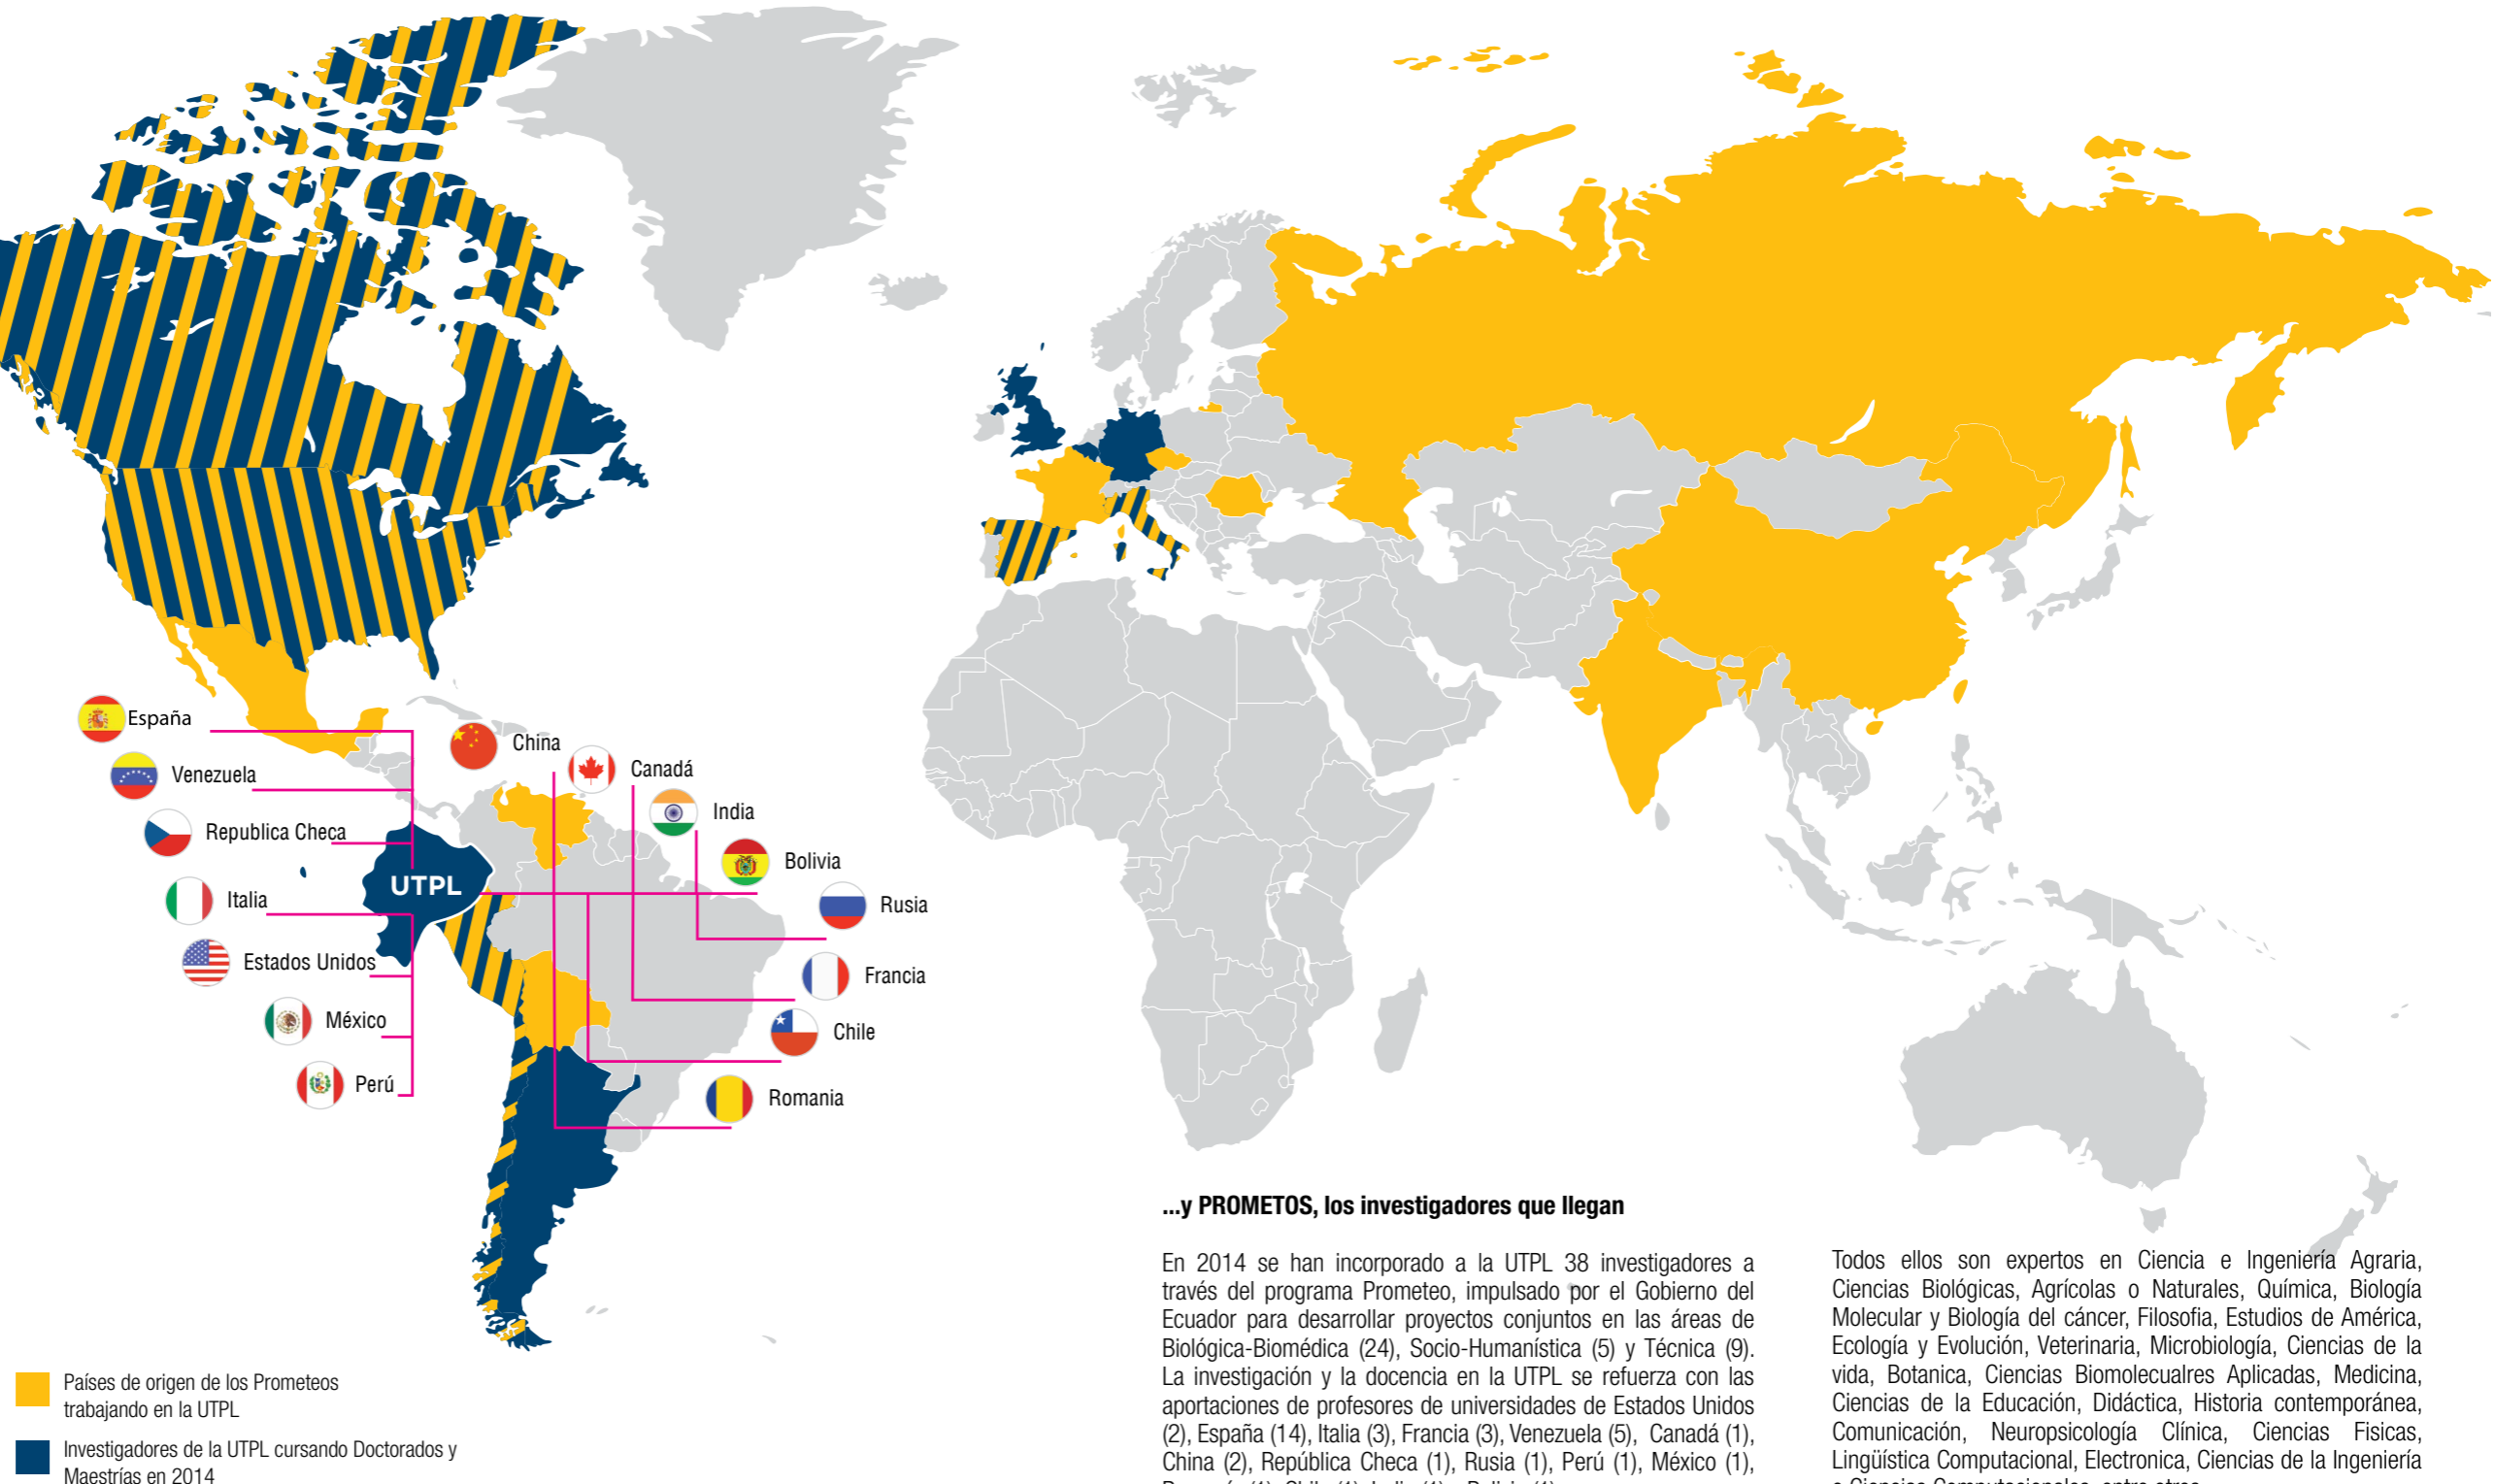 España
Venezuela
Republica Checa
Italia
Estados Unidos
México
Perú
UTPL
China
Canadá
India
Bolivia
Rusia
Francia
Chile
Romania
Países de origen de los Prometeos
trabajando en la UTPL
Investigadores de la UTPL cursando Doctorados y
Maestrías en 2014
...y PROMETOS, los investigadores que llegan
En 2014 se han incorporado a la UTPL 38 investigadores a
través del programa Prometeo, impulsado por el Gobierno del
Ecuador para desarrollar proyectos conjuntos en las áreas de
Biológica-Biomédica (24), Socio-Humanística (5) y Técnica (9).
La investigación y la docencia en la UTPL se refuerza con las
aportaciones de profesores de universidades de Estados Unidos
(2), España (14), Italia (3), Francia (3), Venezuela (5), Canadá (1),
China (2), República Checa (1), Rusia (1), Perú (1), México (1),
Todos ellos son expertos en Ciencia e Ingeniería Agraria,
Ciencias Biológicas, Agrícolas o Naturales, Química, Biología
Molecular y Biología del cáncer, Filosofia, Estudios de América,
Ecología y Evolución, Veterinaria, Microbiología, Ciencias de la
vida, Botanica, Ciencias Biomolecualres Aplicadas, Medicina,
Ciencias de la Educación, Didáctica, Historia contemporánea,
Comunicación, Neuropsicología Clínica, Ciencias Fisicas,
Lingüística Computacional, Electronica, Ciencias de la Ingeniería